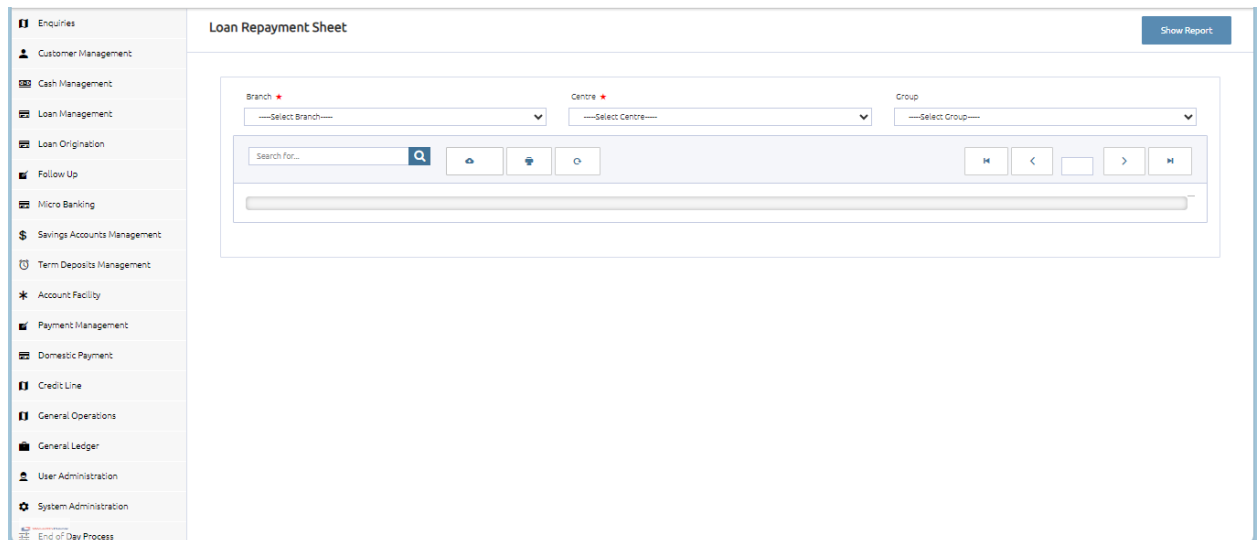 Enquiries
Customer Management
Cash Management
Loan Management
Loan Origination
Follow Up
Micro Banking
Savings Accounts Management
Term Deposits Management
Account Facility
Payment Management
Domestic Payment
Credit Line
General Operations
General Ledger
User Administration
System Administration
End of Day Process
Loan Repayment Sheet
Show Report
Branch ★ Centre ★ Group
-----Select Branch----- -----Select Centre----- -----Select Group-----
Search for...